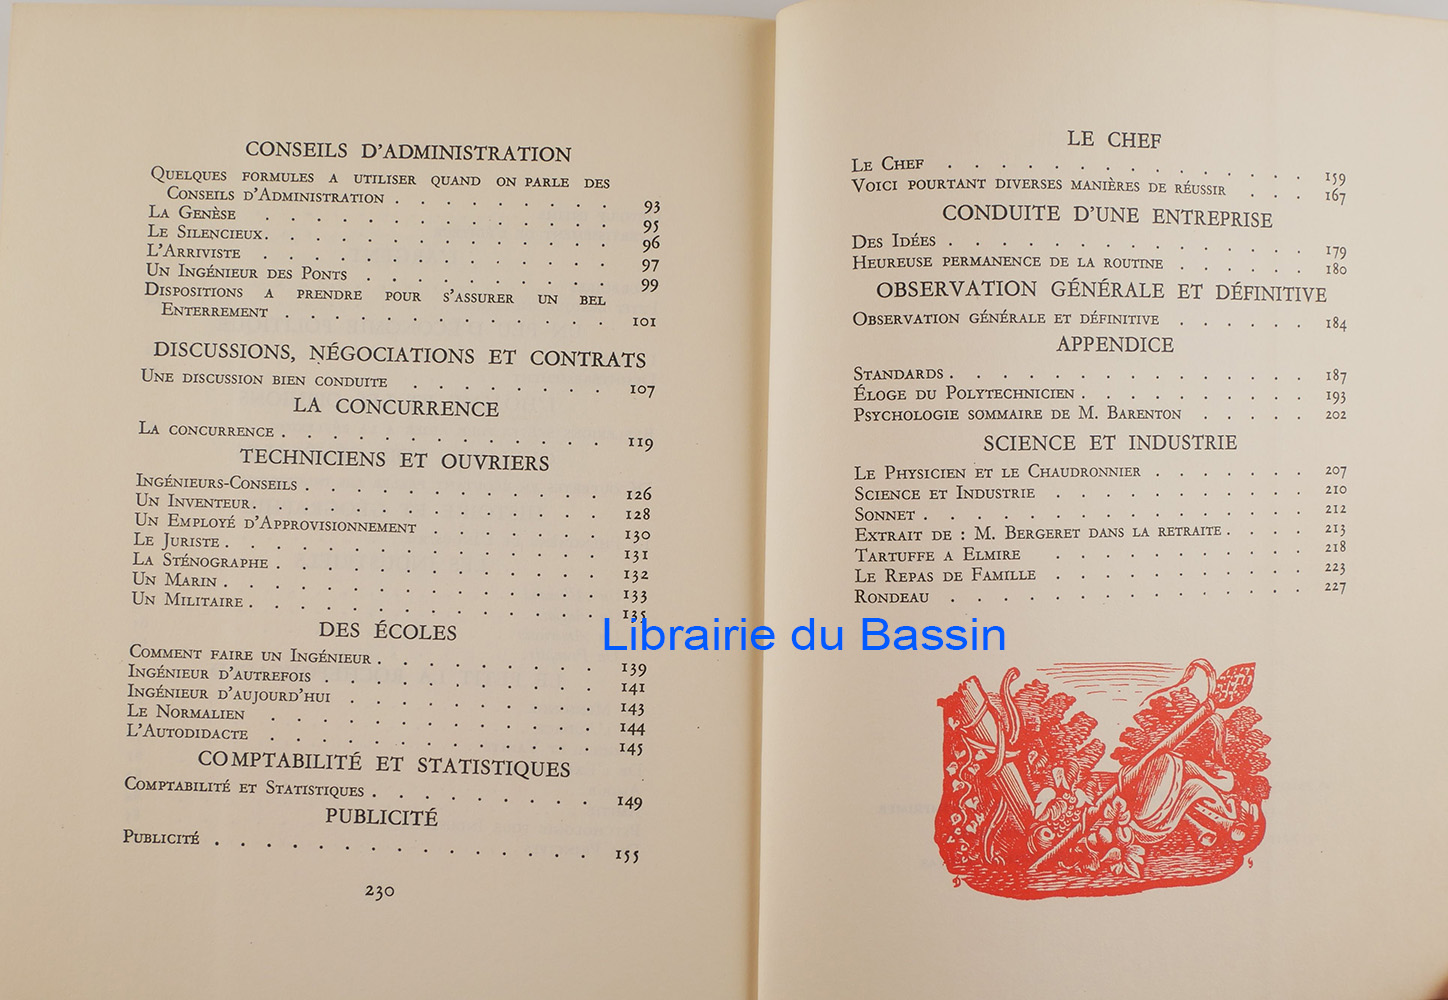 CONSEILS D'ADMINISTRATION
QUELQUES FORMULES A UTILISER QUAND ON PARLE DES
CONSEILS D'ADMINISTRATION . . . . . . . . . 93
LA GENÈSE . . . . . . . . . . . . . . 95
LE SILENCIEUX. . . . . . . . . . . . . . 96
L'ARRIVISTE . . . . . . . . . . . . . . 97
UN INGÉNIEUR DES PONTS . . . . . . . . . . 99
DISPOSITIONS A PRENDRE POUR S'ASSURER UN BEL
ENTERREMENT . . . . . . . . . . . . . 101
DISCUSSIONS, NÉGOCIATIONS ET CONTRATS
UNE DISCUSSION BIEN CONDUITE . . . . . . . . 107
LA CONCURRENCE
LA CONCURRENCE . . . . . . . . . . . . . 119
TECHNICIENS ET OUVRIERS
INGÉNIEURS-CONSEILS . . . . . . . . . . . . 126
UN INVENTEUR. . . . . . . . . . . . . . 128
UN EMPLOYÉ D'APPROVISIONNEMENT . . . . . . . 130
LE JURISTE . . . . . . . . . . . . . . . 131
LA STÉNOGRAPHE . . . . . . . . . . . . . 132
UN MARIN . . . . . . . . . . . . . . . 133
UN MILITAIRE . . . . . . . . . . . . . . 135
DES ÉCOLES
COMMENT FAIRE UN INGÉNIEUR . . . . . . . . . 139
INGÉNIEUR D'AUTREFOIS . . . . . . . . . . . 141
INGÉNIEUR D'AUJOURD'HUI . . . . . . . . . . 143
LE NORMALIEN . . . . . . . . . . . . . 144
L'AUTODIDACTE . . . . . . . . . . . . . 145
COMPTABILITÉ ET STATISTIQUES
COMPTABILITÉ ET STATISTIQUES . . . . . . . . . 149
PUBLICITÉ
PUBLICITÉ . . . . . . . . . . . . . . . 155
230
LE CHEF
LE CHEF . . . . . . . . . . . . . . 159
VOICI POURTANT DIVERSES MANIÈRES DE RÉUSSIR . . . 167
CONDUITE D'UNE ENTREPRISE
DES IDÉES . . . . . . . . . . . . . . 179
HEUREUSE PERMANENCE DE LA ROUTINE . . . . . . 180
OBSERVATION GÉNÉRALE ET DÉFINITIVE
OBSERVATION GÉNÉRALE ET DÉFINITIVE . . . . . . 184
APPENDICE
STANDARDS . . . . . . . . . . . . . . . 187
ÉLOGE DU POLYTECHNICIEN . . . . . . . . . . 193
PSYCHOLOGIE SOMMAIRE DE M. BARENTON . . . . . 202
SCIENCE ET INDUSTRIE
LE PHYSICIEN ET LE CHAUDRONNIER . . . . . . . 207
SCIENCE ET INDUSTRIE . . . . . . . . . . . 210
SONNET . . . . . . . . . . . . . . . . 212
EXTRAIT DE : M. BERGERET DANS LA RETRAITE . . . . 213
TARTUFFE A ELMIRE . . . . . . . . . . . . 218
LE REPAS DE FAMILLE . . . . . . . . . . . 223
RONDEAU . . . . . . . . . . . . . . . 227
Librairie du Bassin